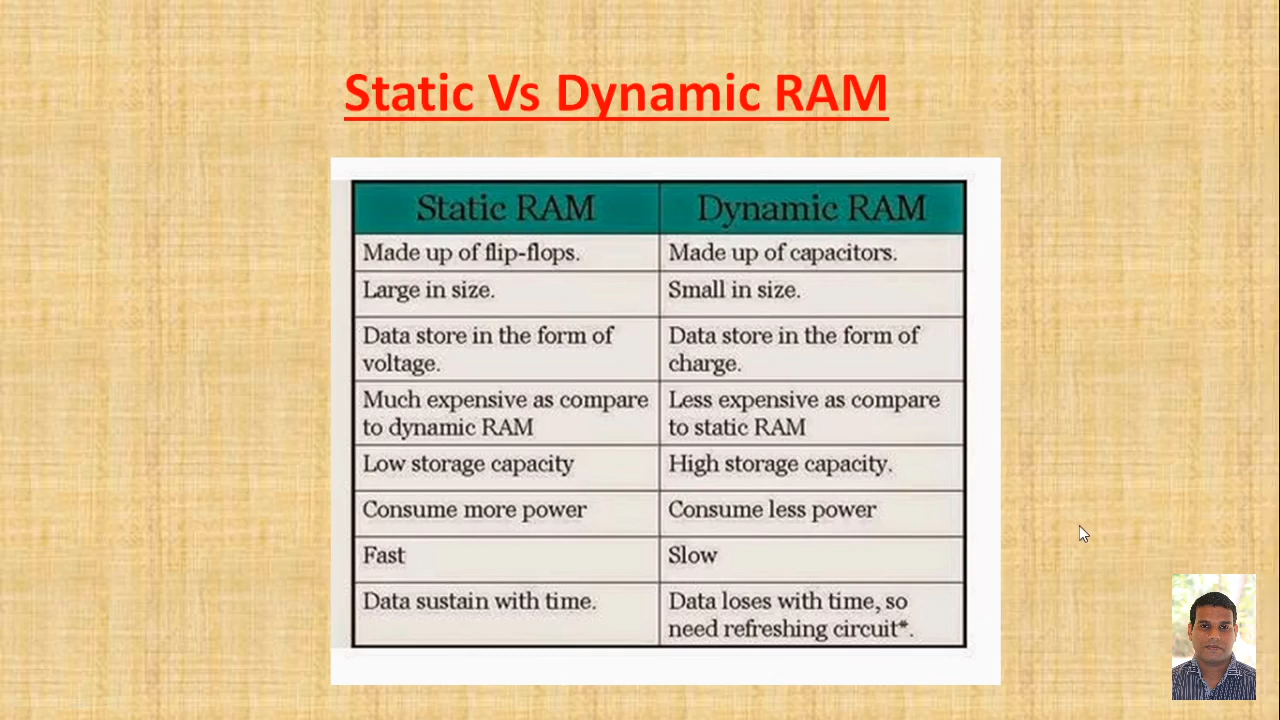 Static Vs Dynamic RAM
Static RAM
Dynamic RAM
Made up of flip-flops.
Made up of capacitors.
Large in size.
Small in size.
Data store in the form of
voltage.
Data store in the form of
charge.
Much expensive as compare
to dynamic RAM
Less expensive as compare
to static RAM
Low storage capacity
High storage capacity.
Consume more power
Consume less power
Fast
Slow
Data sustain with time.
Data loses with time, so
need refreshing circuit*.